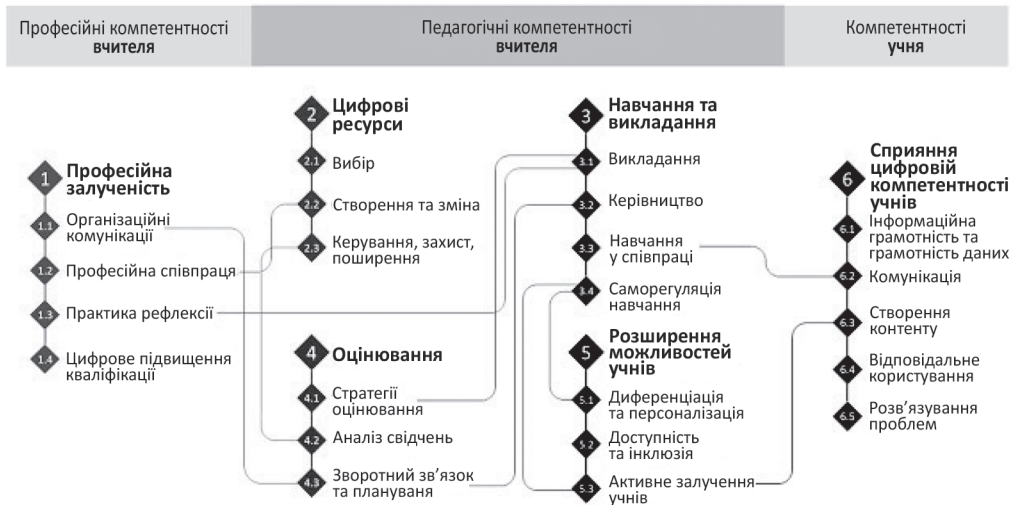 Професійні компетентності
вчителя
Педагогічні компетентності
вчителя
Компетентності
учня
1 Професійна
залученість
1.1 Організаційні
комунікації
1.2 Професійна співпраця
1.3 Практика рефлексії
1.4 Цифрове підвищення
кваліфікації
2 Цифрові
ресурси
2.1 Вибір
2.2 Створення та зміна
2.3 Керування, захист,
поширення
4 Оцінювання
4.1 Стратегії
оцінювання
4.2 Аналіз свідчень
4.3 Зворотний зв’язок
та плануваня
3 Навчання та
викладання
3.1 Викладання
3.2 Керівництво
3.3 Навчання
у співпраці
3.4 Саморегуляція
навчання
5 Розширення
можливостей
учнів
5.1 Диференціація
та персоналізація
5.2 Доступність
та інклюзія
5.3 Активне залучення
учнів
6 Сприяння
цифровій
компетентності
учнів
6.1 Інформаційна
грамотність та
грамотність даних
6.2 Комунікація
6.3 Створення
контенту
6.4 Відповідальне
користування
6.5 Розв’язування
проблем